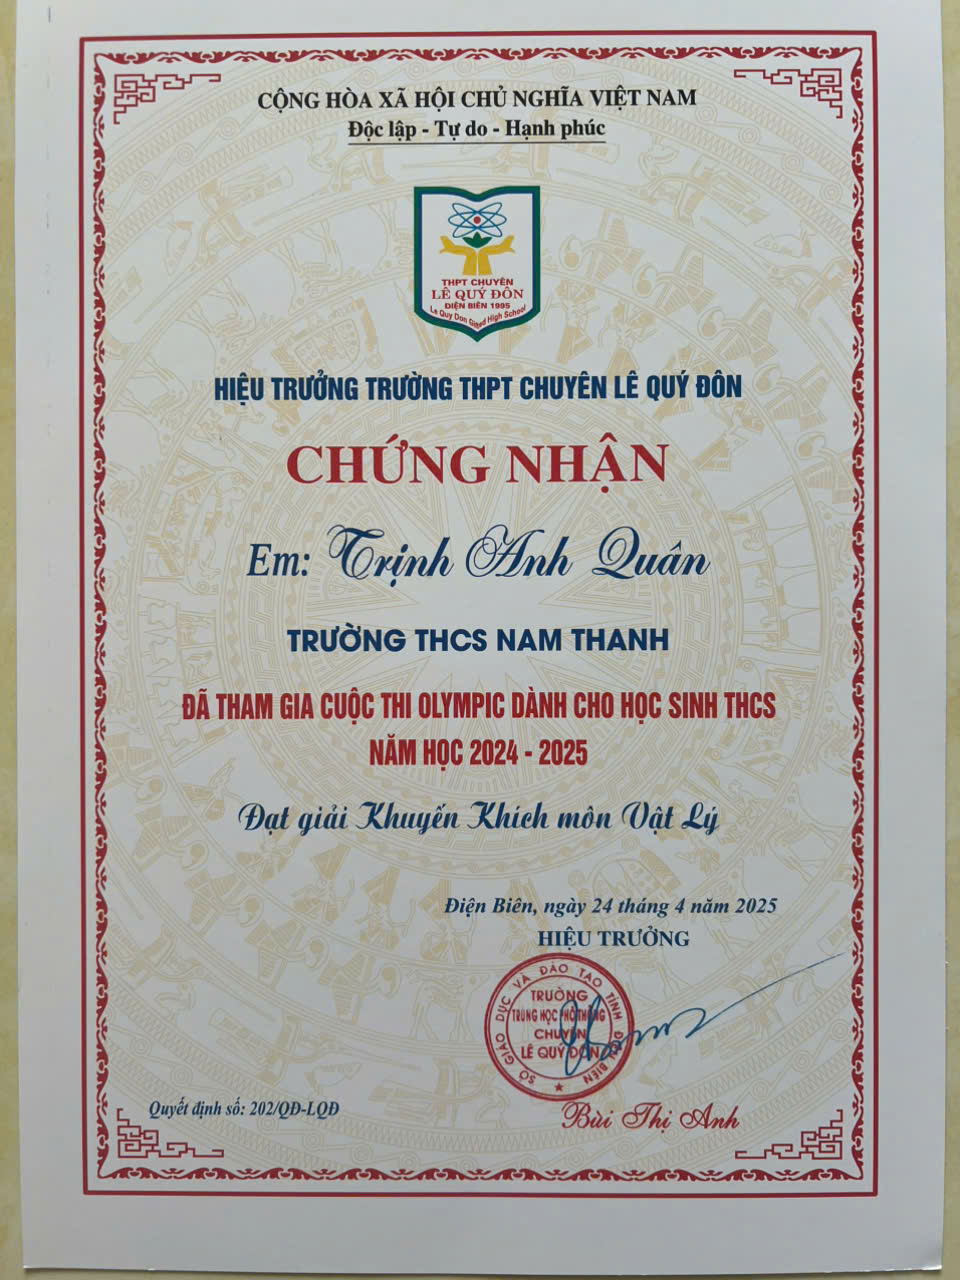 CỘNG HÒA XÃ HỘI CHỦ NGHĨA VIỆT NAM
Độc lập - Tự do - Hạnh phúc
THPT CHUYÊN
LÊ QUÝ ĐÔN
ĐIỆN BIÊN 1995
Le Quy Don Gifted High School
HIỆU TRƯỞNG TRƯỜNG THPT CHUYÊN LÊ QUÝ ĐÔN
CHỨNG NHẬN
Em: Trịnh Anh Quân
TRƯỜNG THCS NAM THANH
ĐÃ THAM GIA CUỘC THI OLYMPIC DÀNH CHO HỌC SINH THCS
NĂM HỌC 2024 - 2025
Đạt giải Khuyến Khích môn Vật Lý
Điện Biên, ngày 24 tháng 4 năm 2025
HIỆU TRƯỞNG
SỞ GIÁO DỤC VÀ ĐÀO TẠO TỈNH ĐIỆN BIÊN
TRƯỜNG
TRUNG HỌC PHỔ THÔNG
CHUYÊN
LÊ QUÝ ĐÔN
Quyết định số: 202/QĐ-LQĐ
Bùi Thị Anh